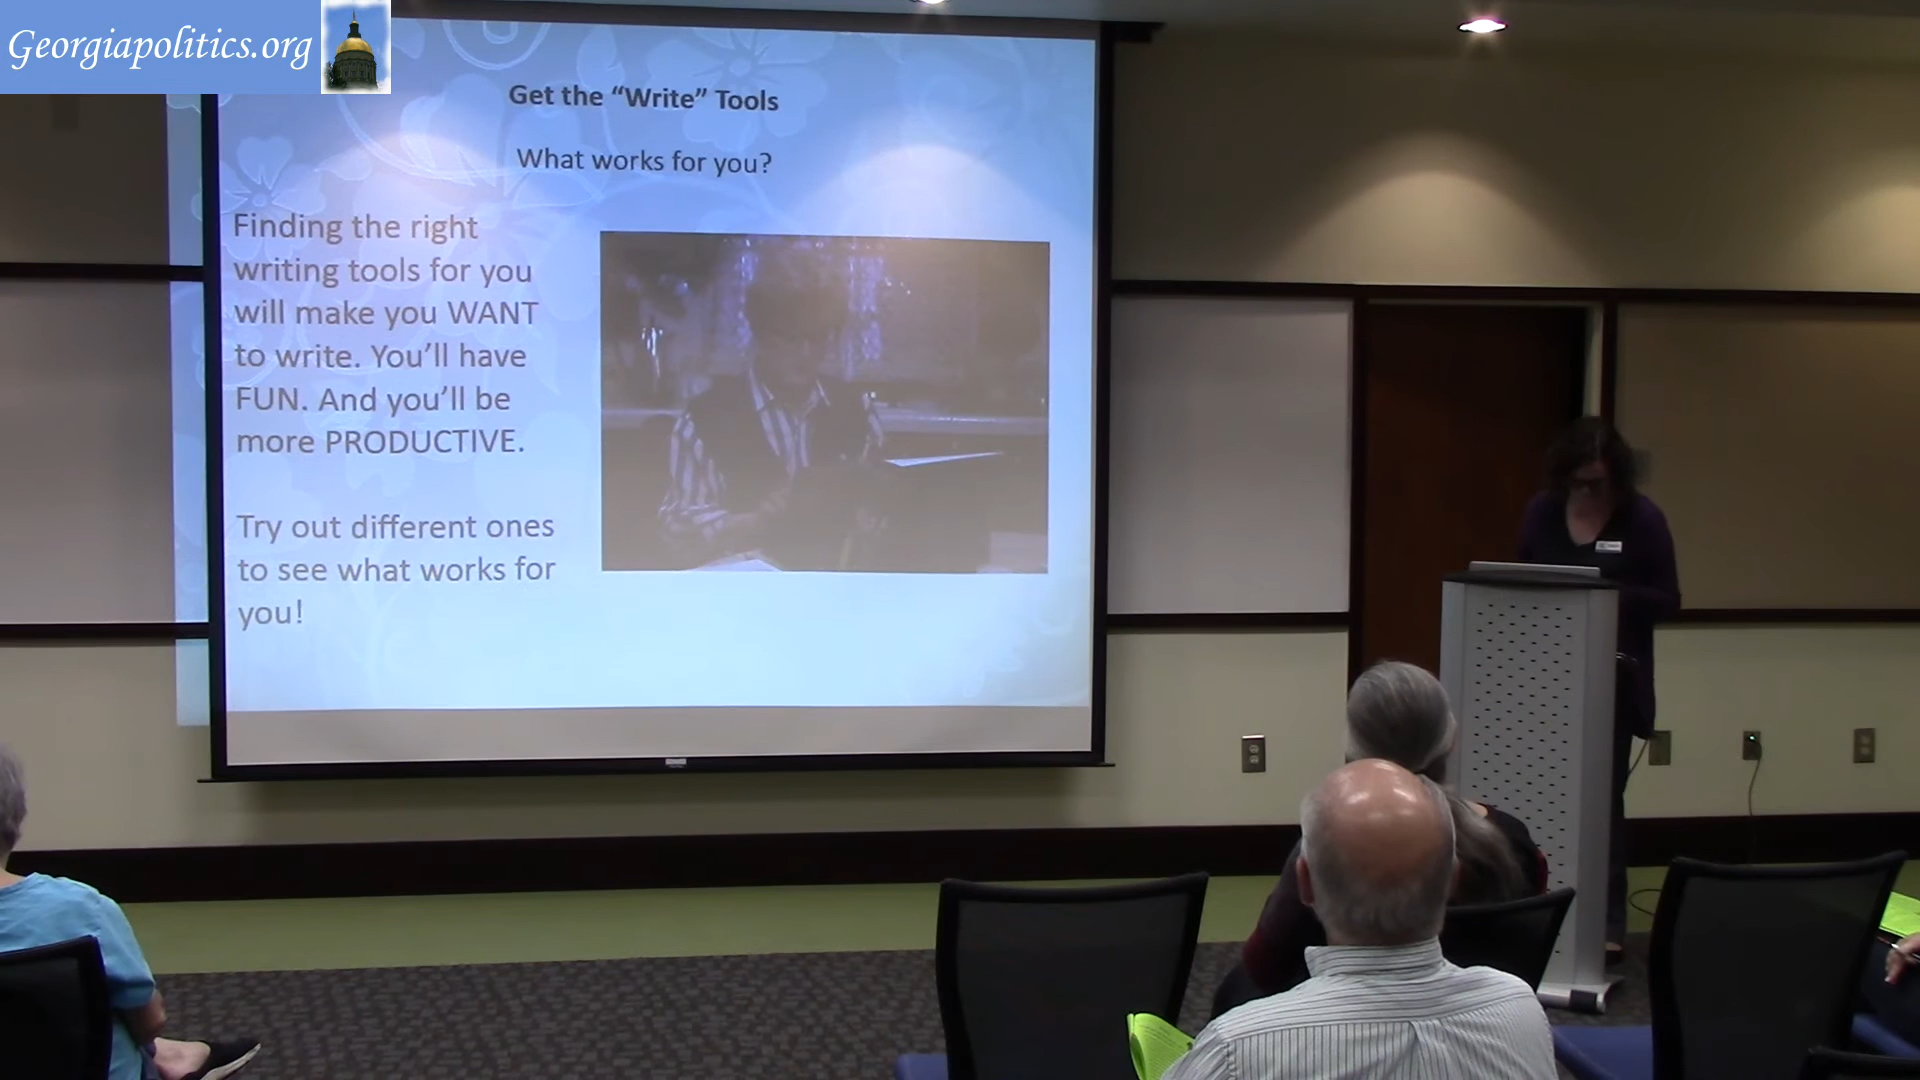 Georgiapolitics.org
Get the “Write” Tools
What works for you?
Finding the right
writing tools for you
will make you WANT
to write. You’ll have
FUN. And you’ll be
more PRODUCTIVE.
Try out different ones
to see what works for
you!